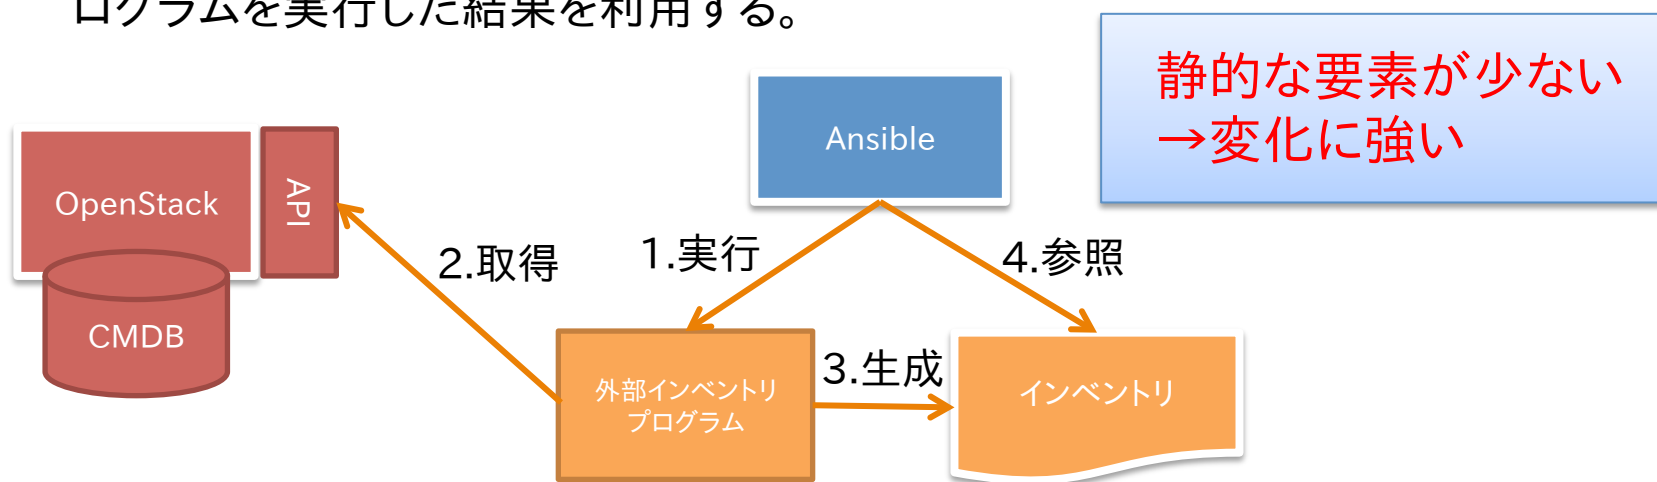 ログラムを実行した結果を利用する。
静的な要素が少ない
→変化に強い
Ansible
OpenStack
API
CMDB
1.実行
2.取得
4.参照
3.生成
外部インベントリ
プログラム
インベントリ